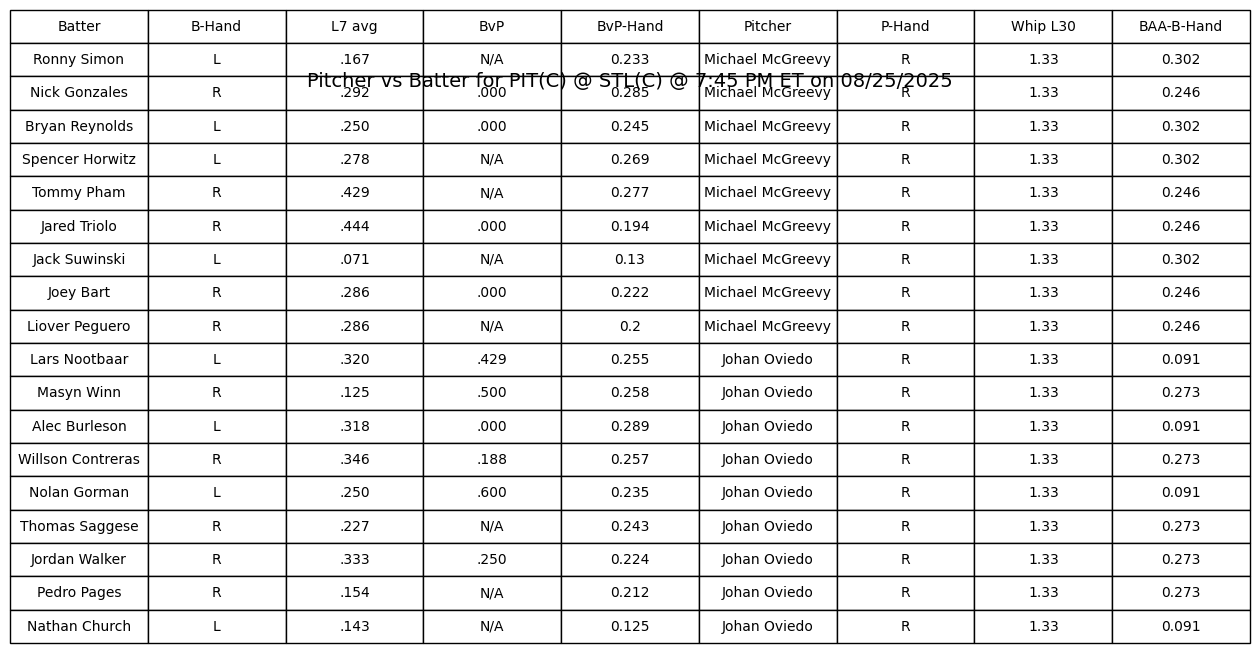 Batter B-Hand L7 avg BvP BvP-Hand Pitcher P-Hand Whip L30 BAA-B-Hand
Ronny Simon L .167 N/A 0.233 Michael McGreevy R 1.33 0.302
Pitcher vs Batter for PIT(C) @ STL(C) @ 7:45 PM ET on 08/25/2025
Nick Gonzales R .292 .000 0.285 Michael McGreevy R 1.33 0.246
Bryan Reynolds L .250 .000 0.245 Michael McGreevy R 1.33 0.302
Spencer Horwitz L .278 N/A 0.269 Michael McGreevy R 1.33 0.302
Tommy Pham R .429 N/A 0.277 Michael McGreevy R 1.33 0.246
Jared Triolo R .444 .000 0.194 Michael McGreevy R 1.33 0.246
Jack Suwinski L .071 N/A 0.13 Michael McGreevy R 1.33 0.302
Joey Bart R .286 .000 0.222 Michael McGreevy R 1.33 0.246
Liover Peguero R .286 N/A 0.2 Michael McGreevy R 1.33 0.246
Lars Nootbaar L .320 .429 0.255 Johan Oviedo R 1.33 0.091
Masyn Winn R .125 .500 0.258 Johan Oviedo R 1.33 0.273
Alec Burleson L .318 .000 0.289 Johan Oviedo R 1.33 0.091
Willson Contreras R .346 .188 0.257 Johan Oviedo R 1.33 0.273
Nolan Gorman L .250 .600 0.235 Johan Oviedo R 1.33 0.091
Thomas Saggese R .227 N/A 0.243 Johan Oviedo R 1.33 0.273
Jordan Walker R .333 .250 0.224 Johan Oviedo R 1.33 0.273
Pedro Pages R .154 N/A 0.212 Johan Oviedo R 1.33 0.273
Nathan Church L .143 N/A 0.125 Johan Oviedo R 1.33 0.091